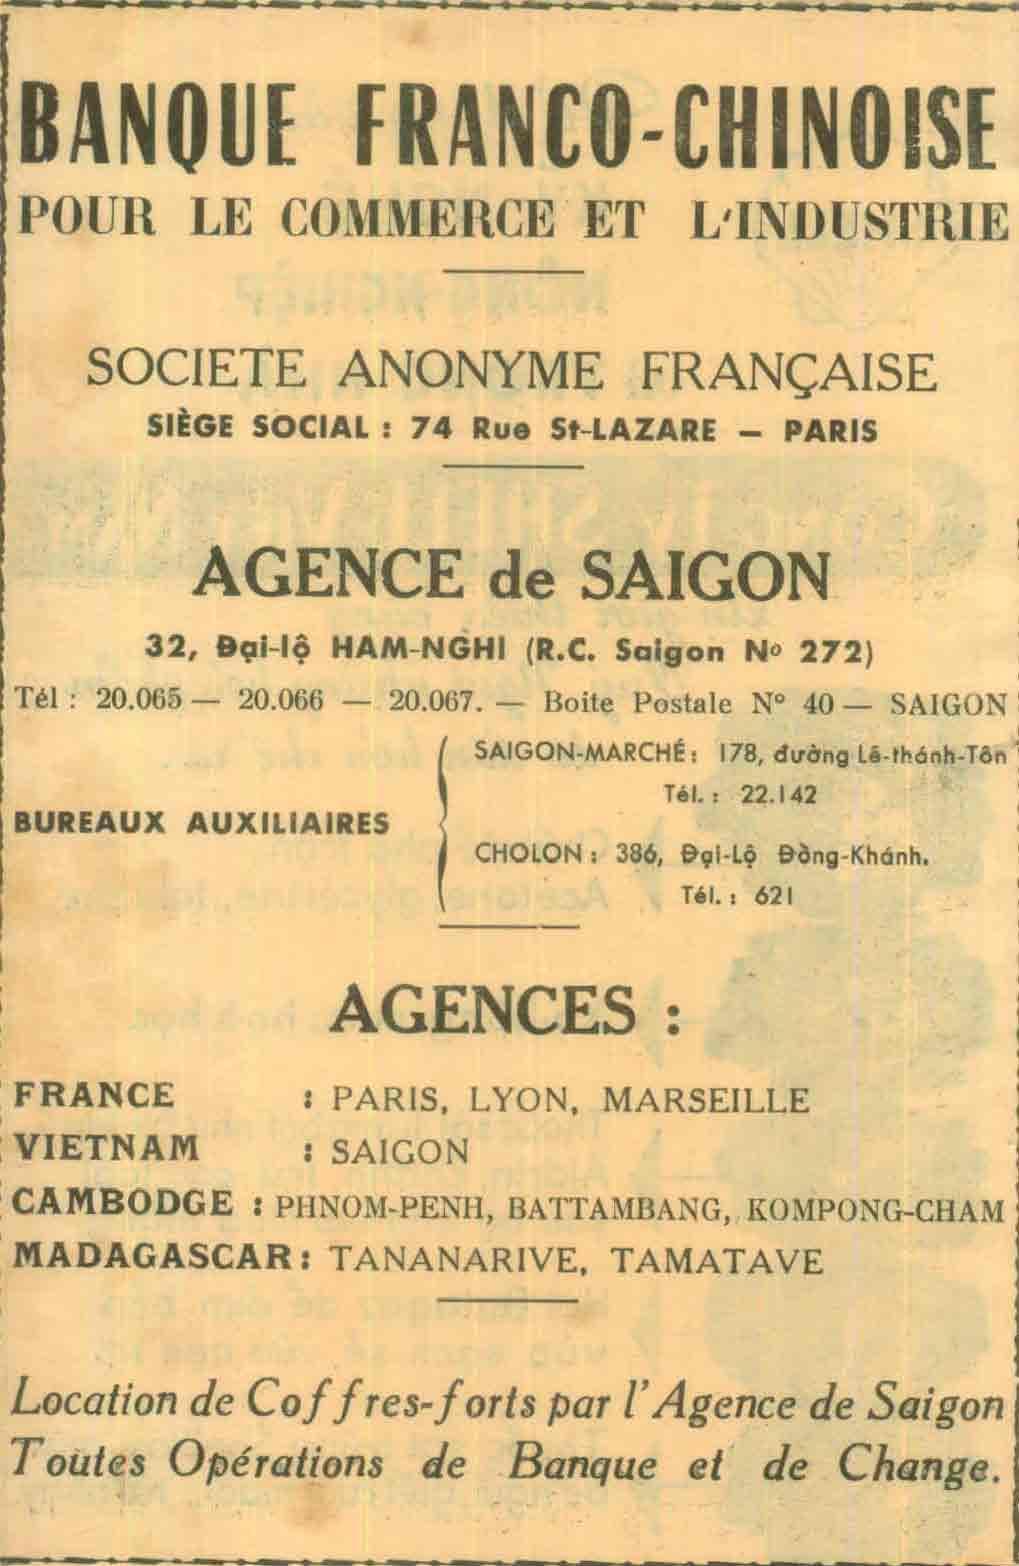 BANQUE FRANCO-CHINOISE
POUR LE COMMERCE ET L'INDUSTRIE
SOCIETE ANONYME FRANÇAISE
SIÈGE SOCIAL : 74 Rue St-LAZARE — PARIS
AGENCE de SAIGON
32, Đại-lộ HAM-NGHI (R.C. Saigon Nº 272)
Tél : 20.065 — 20.066 — 20.067. — Boite Postale N° 40 — SAIGON
BUREAUX AUXILIAIRES
SAIGON-MARCHÉ : 178, đường Lê-thánh-Tôn
Tél. : 22.142
CHOLON : 386, Đại-Lộ Đồng-Khánh.
Tél. : 621
AGENCES :
FRANCE : PARIS, LYON, MARSEILLE
VIETNAM : SAIGON
CAMBODGE : PHNOM-PENH, BATTAMBANG, KOMPONG-CHAM
MADAGASCAR : TANANARIVE, TAMATAVE
Location de Coffres-forts par l'Agence de Saigon
Toutes Opérations de Banque et de Change.